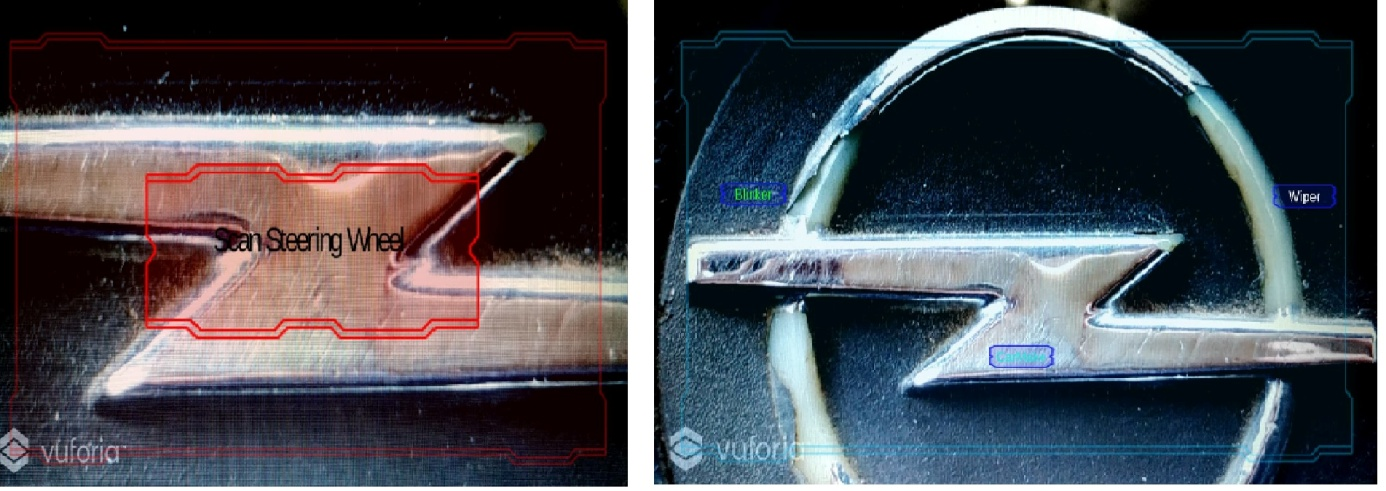 Scan Steering Wheel
vuforia
Blinker
Wiper
vuforia